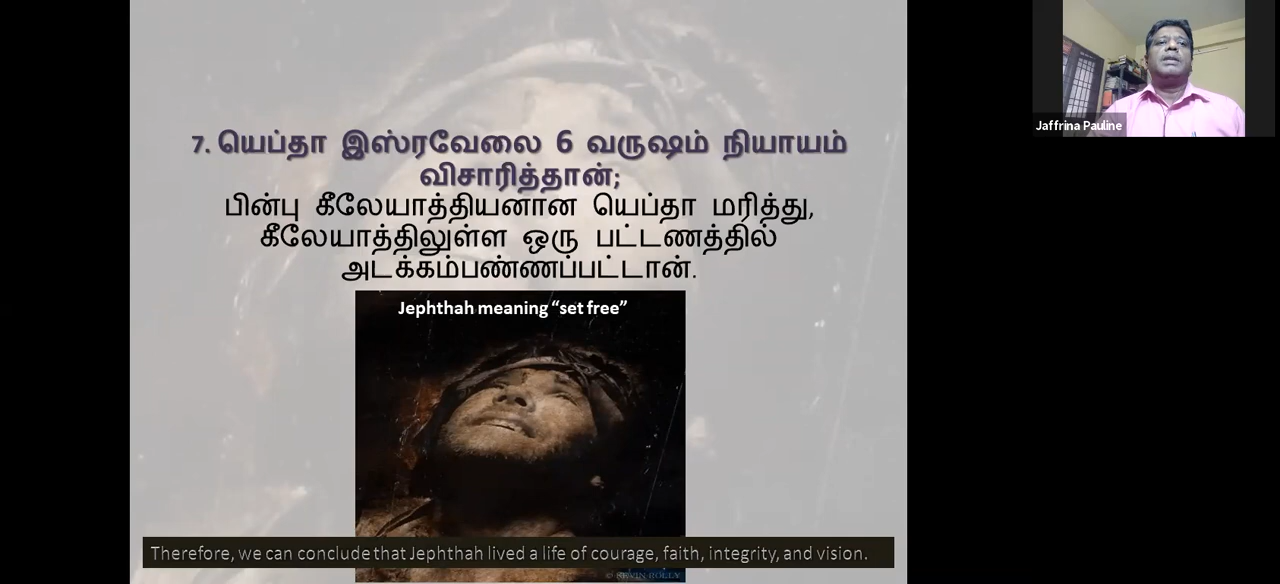 7. யெப்தா இஸ்ரவேலை 6 வருஷம் நியாயம்
விசாரித்தான்;
பின்பு கீலேயாத்தியனான யெப்தா மரித்து,
கீலேயாத்திலுள்ள ஒரு பட்டணத்தில்
அடக்கம்பண்ணப்பட்டான்.
Jephthah meaning “set free”
Therefore, we can conclude that Jephthah lived a life of courage, faith, integrity, and vision.
Jaffrina Pauline